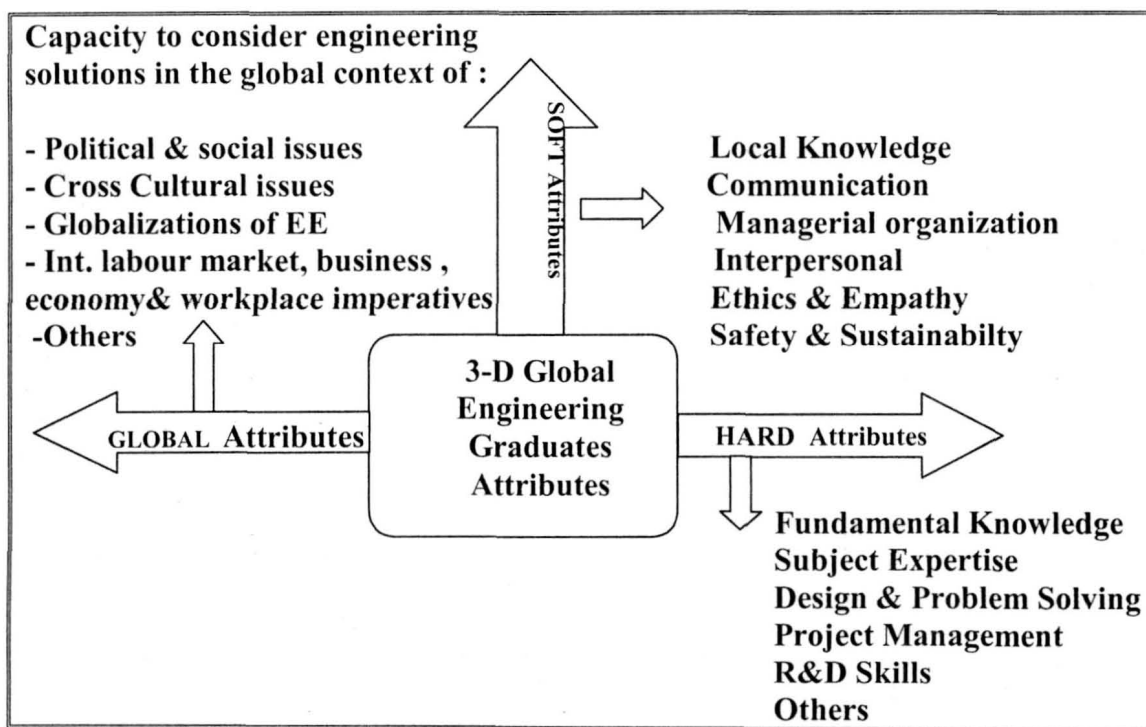 Capacity to consider engineering
solutions in the global context of :
- Political & social issues
- Cross Cultural issues
- Globalizations of EE
- Int. labour market, business ,
economy& workplace imperatives
-Others
SOFT Attributes
Local Knowledge
Communication
Managerial organization
Interpersonal
Ethics & Empathy
Safety & Sustainabilty
GLOBAL Attributes
3-D Global
Engineering
Graduates
Attributes
HARD Attributes
Fundamental Knowledge
Subject Expertise
Design & Problem Solving
Project Management
R&D Skills
Others